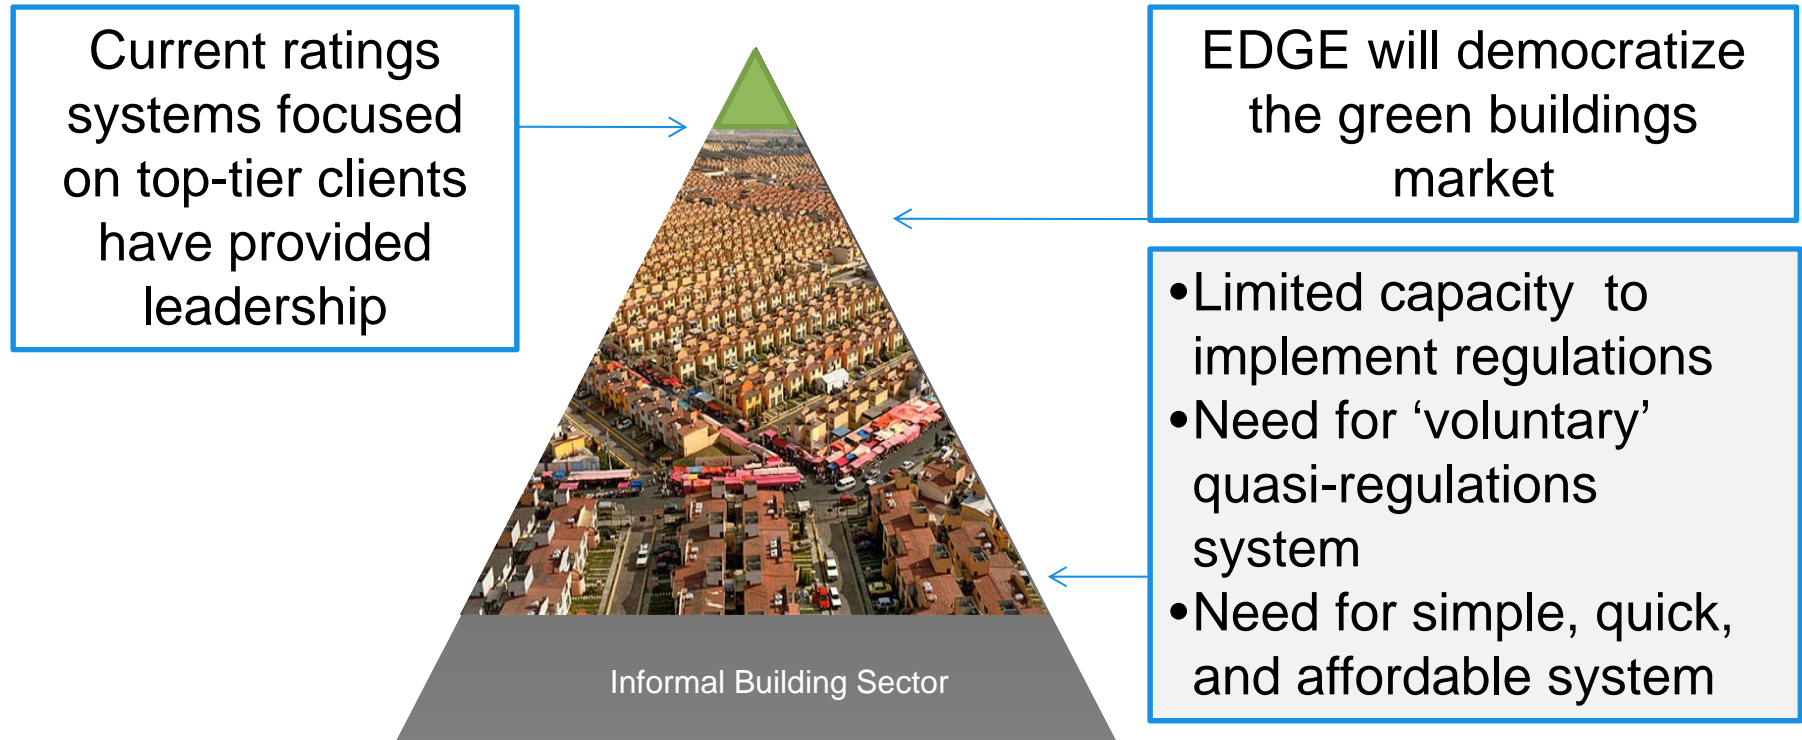 Current ratings
systems focused
on top-tier clients
have provided
leadership
EDGE will democratize
the green buildings
market
•Limited capacity  to
implement regulations
•Need for ‘voluntary’
quasi-regulations
system
•Need for simple, quick,
and affordable system
Informal Building Sector